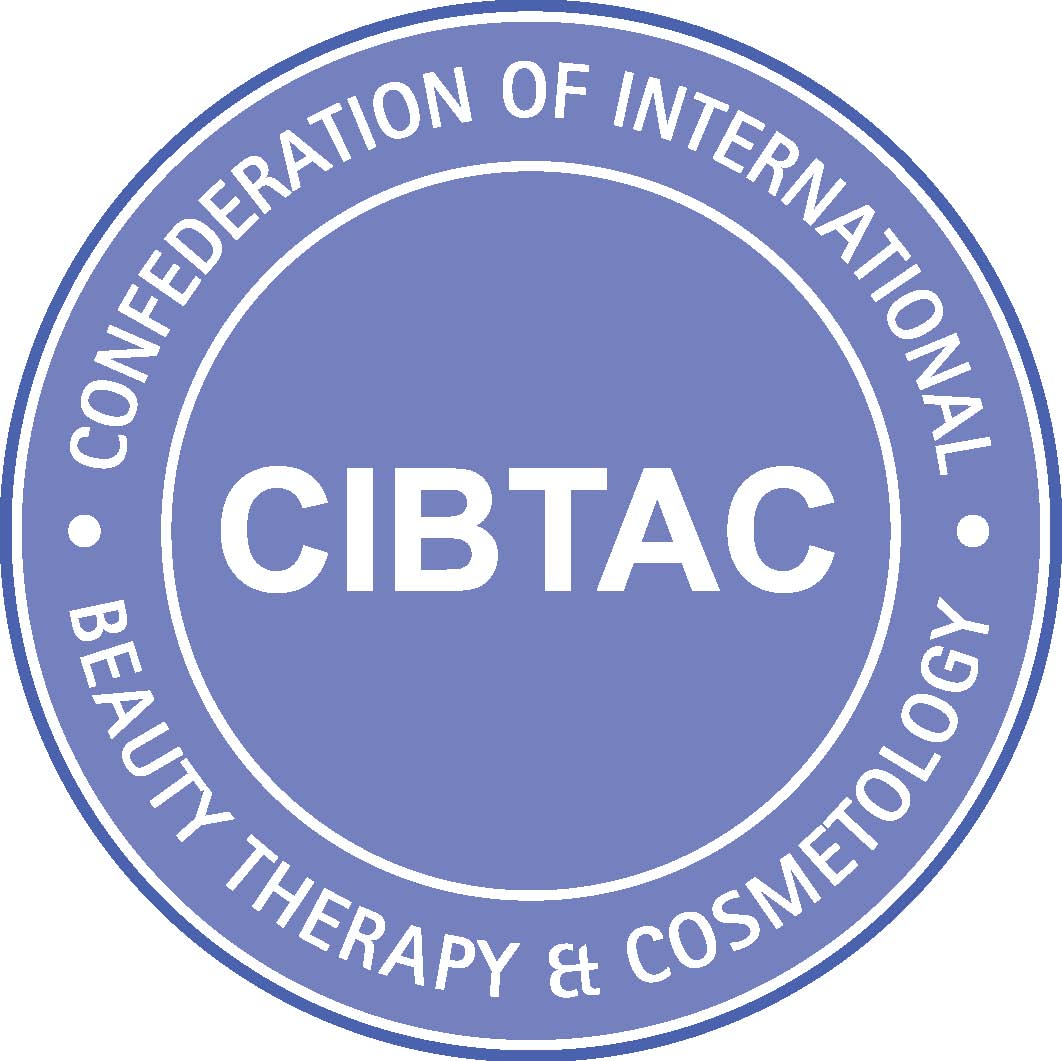 CONFEDERATION OF INTERNATIONAL
CIBTAC
BEAUTY THERAPY & COSMETOLOGY